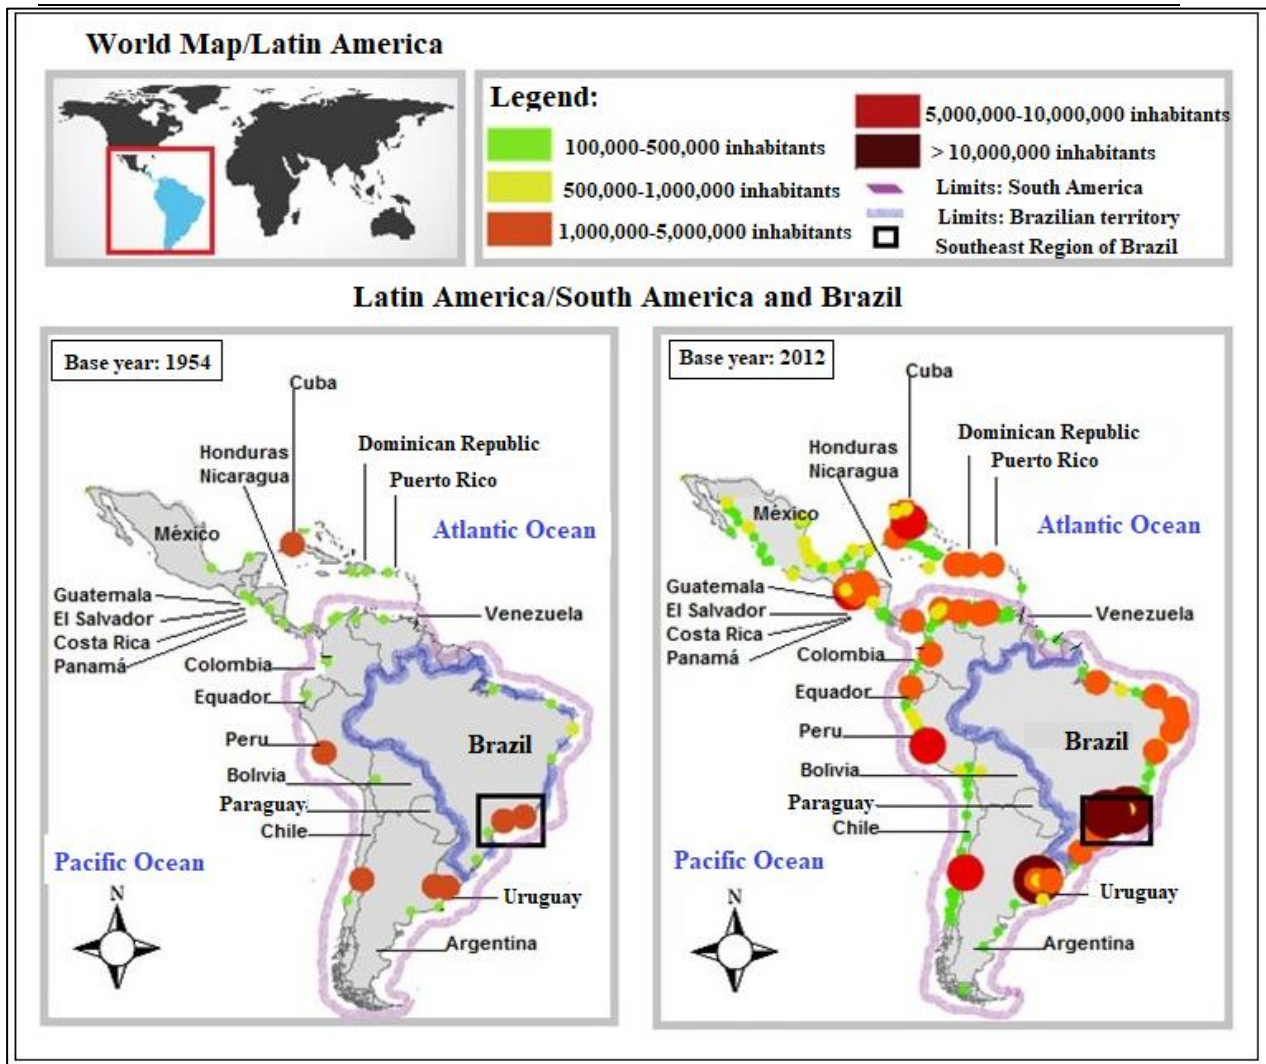 World Map/Latin America
Legend:
100,000-500,000 inhabitants
500,000-1,000,000 inhabitants
1,000,000-5,000,000 inhabitants
5,000,000-10,000,000 inhabitants
> 10,000,000 inhabitants
Limits: South America
Limits: Brazilian territory
Southeast Region of Brazil
Latin America/South America and Brazil
Base year: 1954
Cuba
Honduras
Nicaragua
Dominican Republic
Puerto Rico
México
Atlantic Ocean
Guatemala
El Salvador
Costa Rica
Panamá
Venezuela
Colombia
Equador
Peru
Brazil
Bolívia
Paraguay
Chile
Pacific Ocean
Uruguay
N
Argentina
Base year: 2012
Cuba
Dominican Republic
Honduras
Nicaragua
Puerto Rico
México
Atlantic Ocean
Guatemala
El Salvador
Costa Rica
Panamá
Venezuela
Colombia
Equador
Peru
Brazil
Bolívia
Paraguay
Chile
Pacific Ocean
Uruguay
N
Argentina